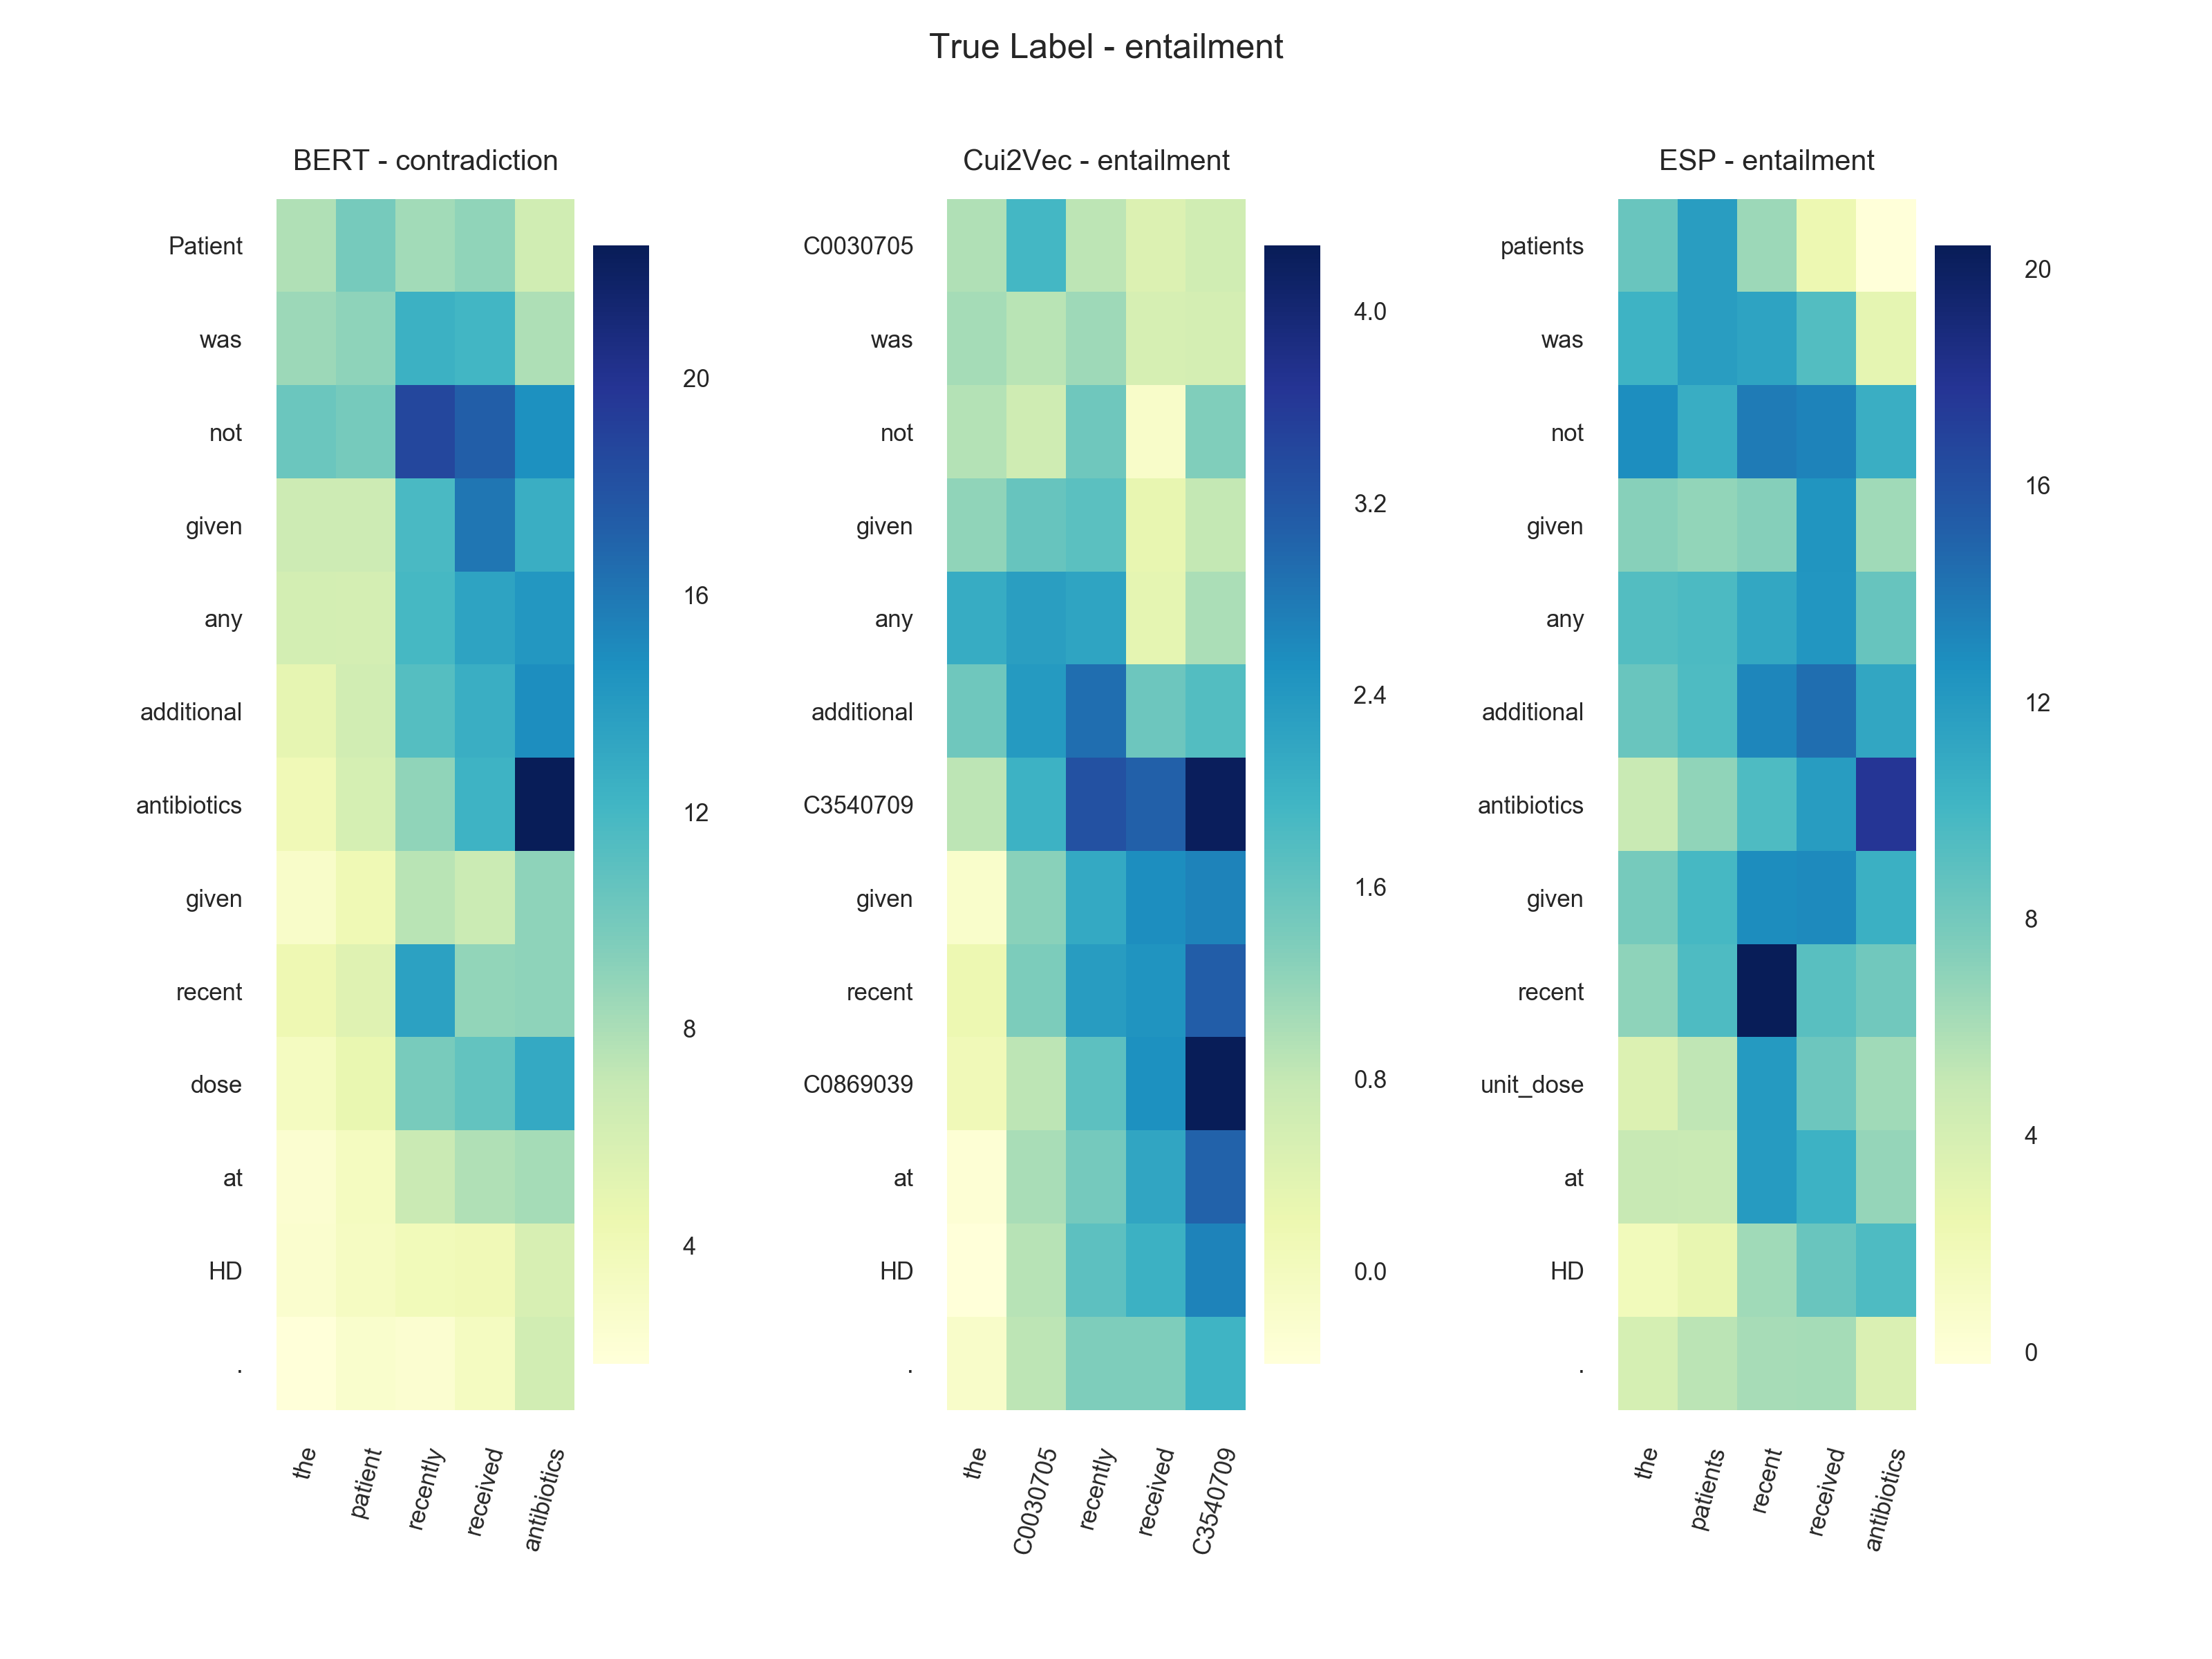 True Label - entailment
BERT - contradiction
Patient
was
not
given
any
additional
antibiotics
given
recent
dose
at
HD
.
the
patient
recently
received
antibiotics
20
16
12
8
4
Cui2Vec - entailment
C0030705
was
not
given
any
additional
C3540709
given
recent
C0869039
at
HD
.
the
C0030705
recently
received
C3540709
4.0
3.2
2.4
1.6
0.8
0.0
ESP - entailment
patients
was
not
given
any
additional
antibiotics
given
recent
unit_dose
at
HD
.
the
patients
recent
received
antibiotics
20
16
12
8
4
0